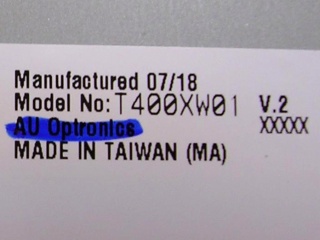 Manufactured 07/18
Model No: T400XW01 V.2
AU Optronics XXXXX
MADE IN TAIWAN (MA)